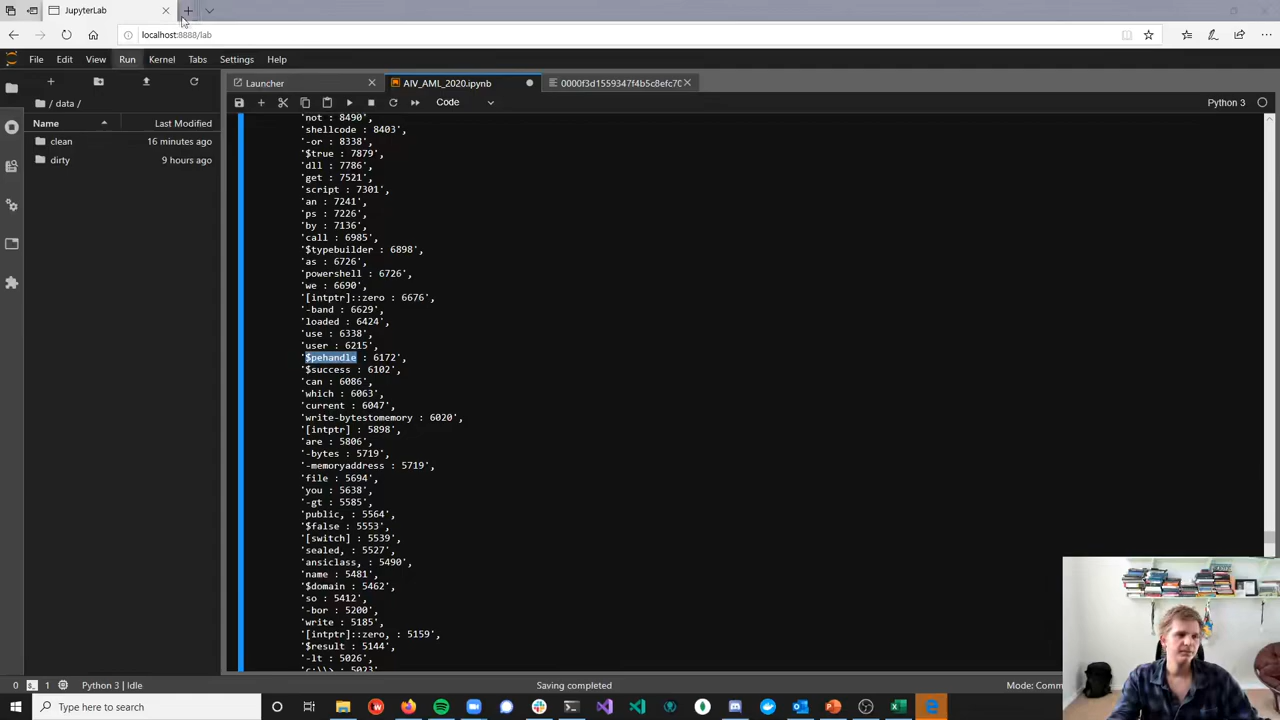 JupyterLab
localhost:8888/lab
File Edit View Run Kernel Tabs Settings Help
Launcher AIV_AML_2020.ipynb 0000f3d1559347f4b5c8efc7
Code Python 3
/ data /
Name Last Modified
clean 16 minutes ago
dirty 9 hours ago
'not : 8490',
'shellcode : 8403',
'-or : 8338',
'$true : 7879',
'dll : 7786',
'get : 7521',
'script : 7301',
'an : 7241',
'ps : 7226',
'by : 7136',
'call : 6985',
'$typebuilder : 6898',
'as : 6726',
'powershell : 6726',
'we : 6690',
'[intptr]::zero : 6676',
'-band : 6629',
'loaded : 6424',
'use : 6338',
'user : 6215',
'$pehandle : 6172',
'$success : 6102',
'can : 6086',
'which : 6063',
'current : 6047',
'write-bytestomemory : 6020',
'[intptr] : 5898',
'are : 5806',
'-bytes : 5719',
'-memoryaddress : 5719',
'file : 5694',
'you : 5638',
'-gt : 5585',
'public, : 5564',
'$false : 5553',
'[switch] : 5539',
'sealed, : 5527',
'ansiclass, : 5490',
'name : 5481',
'$domain : 5462',
'-so : 5412',
'-bor : 5200',
'write : 5185',
'[intptr]::zero, : 5159',
'$result : 5144',
'-lt : 5026',
'c:\\> : 5023'
0 1 Python 3 | Idle Saving completed Mode: Comm
Type here to search